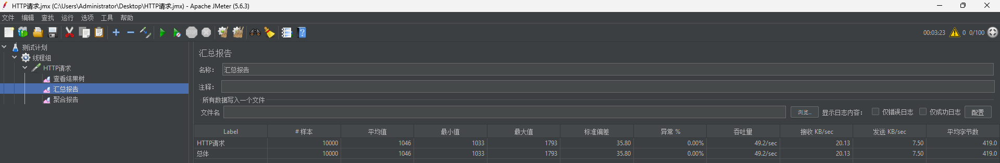 HTTP请求.jmx (C:\Users\Administrator\Desktop\HTTP请求.jmx) - Apache JMeter (5.6.3)
文件 编辑 查找 运行 选项 工具 帮助
00:03:23 0 0/100
测试计划
线程组
HTTP请求
查看结果树
汇总报告
聚合报告
汇总报告
名称： 汇总报告
注释：
所有数据写入一个文件
文件名 浏览... 显示日志内容： 仅错误日志 仅成功日志 配置
Label # 样本 平均值 最小值 最大值 标准偏差 异常 % 吞吐量 接收 KB/sec 发送 KB/sec 平均字节数
HTTP请求 10000 1046 1033 1793 35.80 0.00% 49.2/sec 20.13 7.50 419.0
总体 10000 1046 1033 1793 35.80 0.00% 49.2/sec 20.13 7.50 419.0